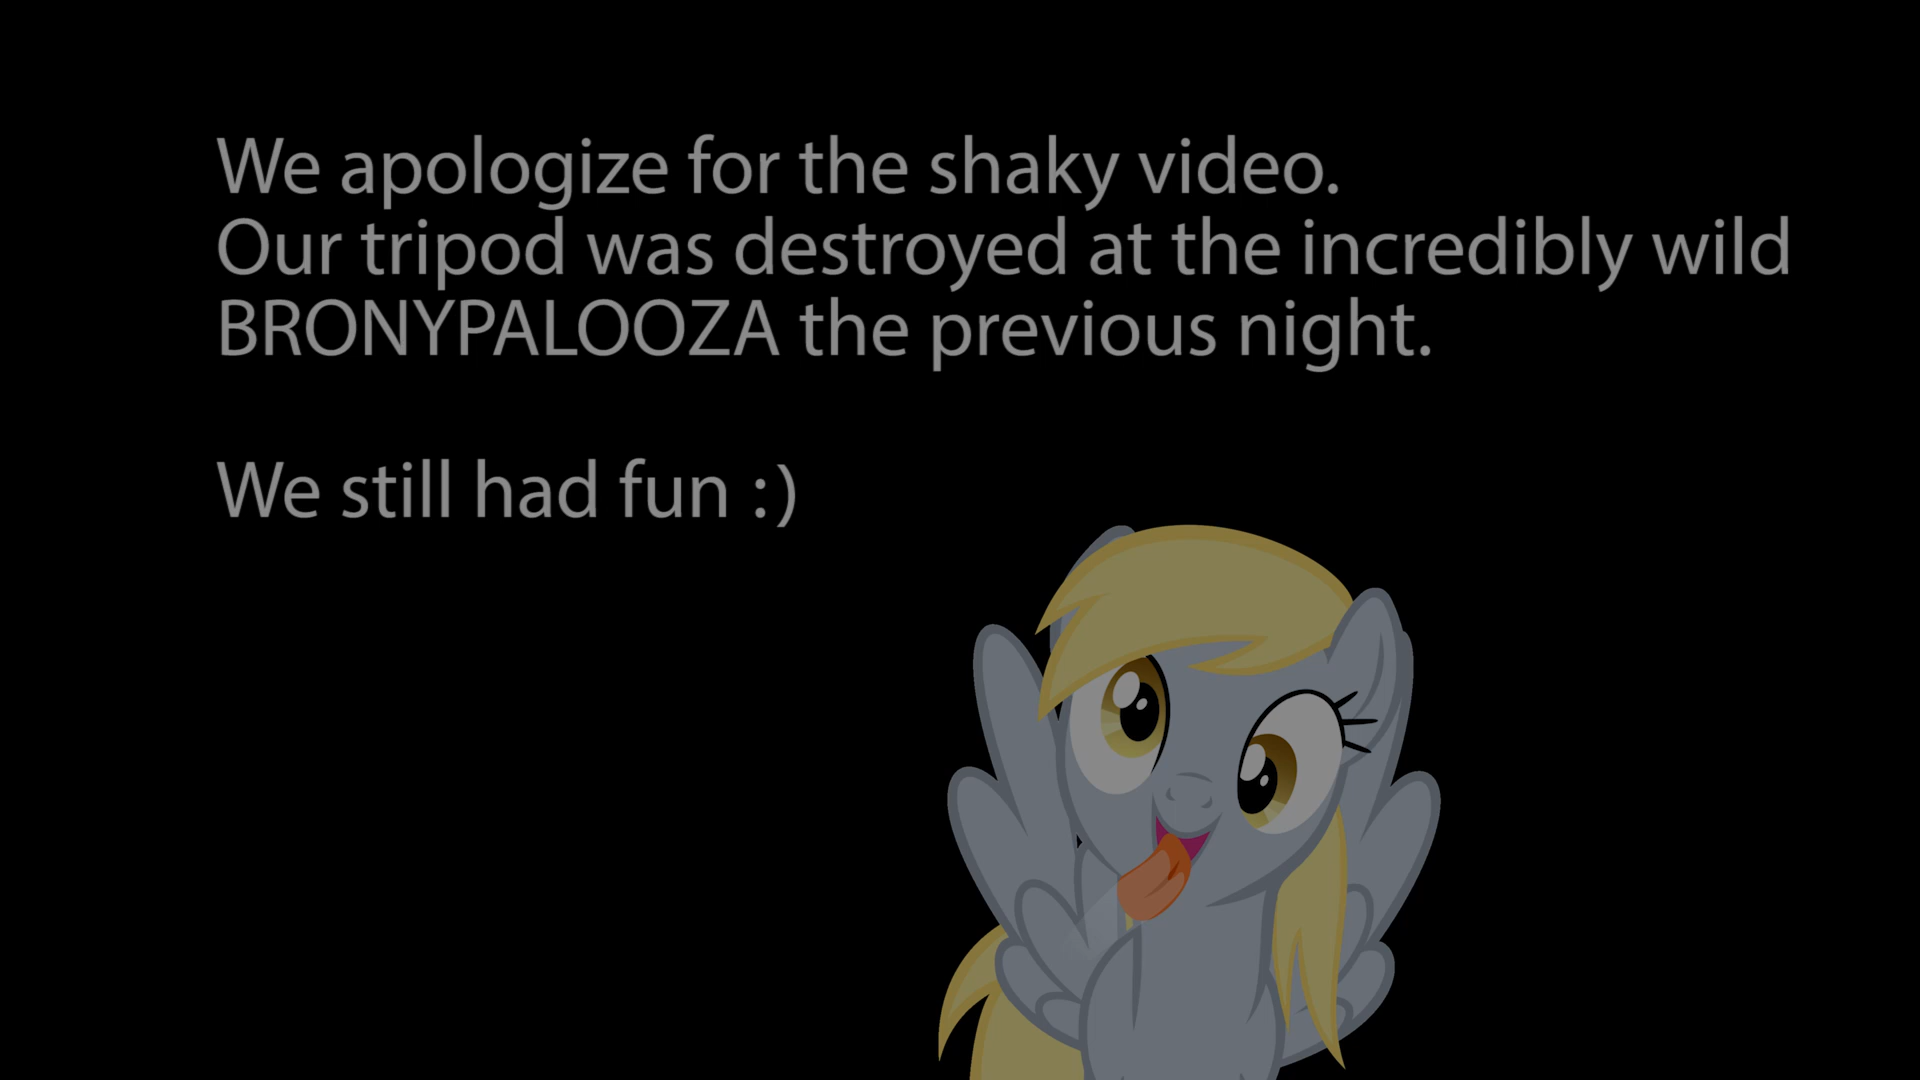 We apologize for the shaky video.
Our tripod was destroyed at the incredibly wild
BRONYPALOOZA the previous night.
We still had fun :)